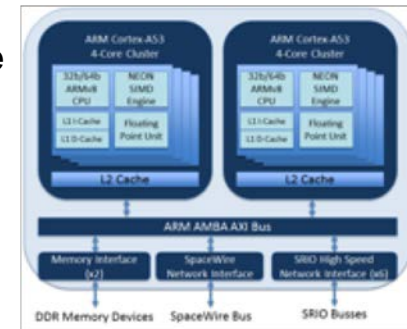 e
ARM Cortex-A53
4-Core Cluster
32b/64b
ARMv8
CPU
NEON
SIMD
Engine
L1 I-Cache
L1 D-Cache
Floating
Point Unit
L2 Cache
ARM Cortex-A53
4-Core Cluster
32b/64b
ARMv8
CPU
NEON
SIMD
Engine
L1 I-Cache
L1 D-Cache
Floating
Point Unit
L2 Cache
ARM AMBA AXI Bus
Memory Interface
(x2)
SpaceWire
Network Interface
SRIO High Speed
Network Interface (x6)
DDR Memory Devices
SpaceWire Bus
SRIO Busses